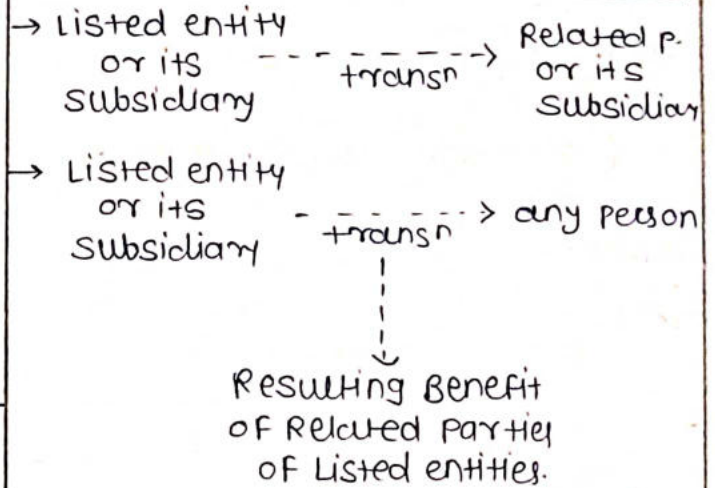 → Listed entity
or its
subsidiary
transn
Related p.
or its
subsidiar
→ Listed entity
or its
subsidiary
transn
any person
Resulting Benefit
of Related parties
of Listed entities.